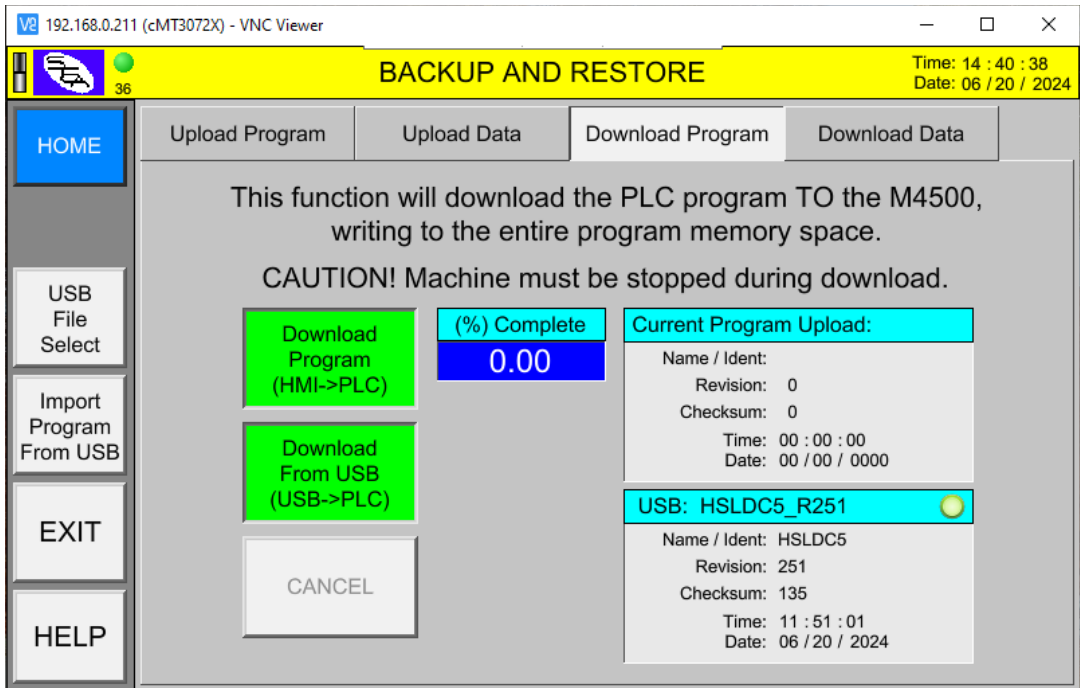 192.168.0.211 (cMT3072X) - VNC Viewer
36
BACKUP AND RESTORE
Time: 14 : 40 : 38
Date: 06 / 20 / 2024
HOME
Upload Program
Upload Data
Download Program
Download Data
This function will download the PLC program TO the M4500,
writing to the entire program memory space.
CAUTION! Machine must be stopped during download.
USB
File
Select
Import
Program
From USB
EXIT
HELP
Download
Program
(HMI->PLC)
(%) Complete
0.00
Download
From USB
(USB->PLC)
CANCEL
Current Program Upload:
Name / Ident:
Revision: 0
Checksum: 0
Time: 00 : 00 : 00
Date: 00 / 00 / 0000
USB: HSLDC5_R251
Name / Ident: HSLDC5
Revision: 251
Checksum: 135
Time: 11 : 51 : 01
Date: 06 / 20 / 2024